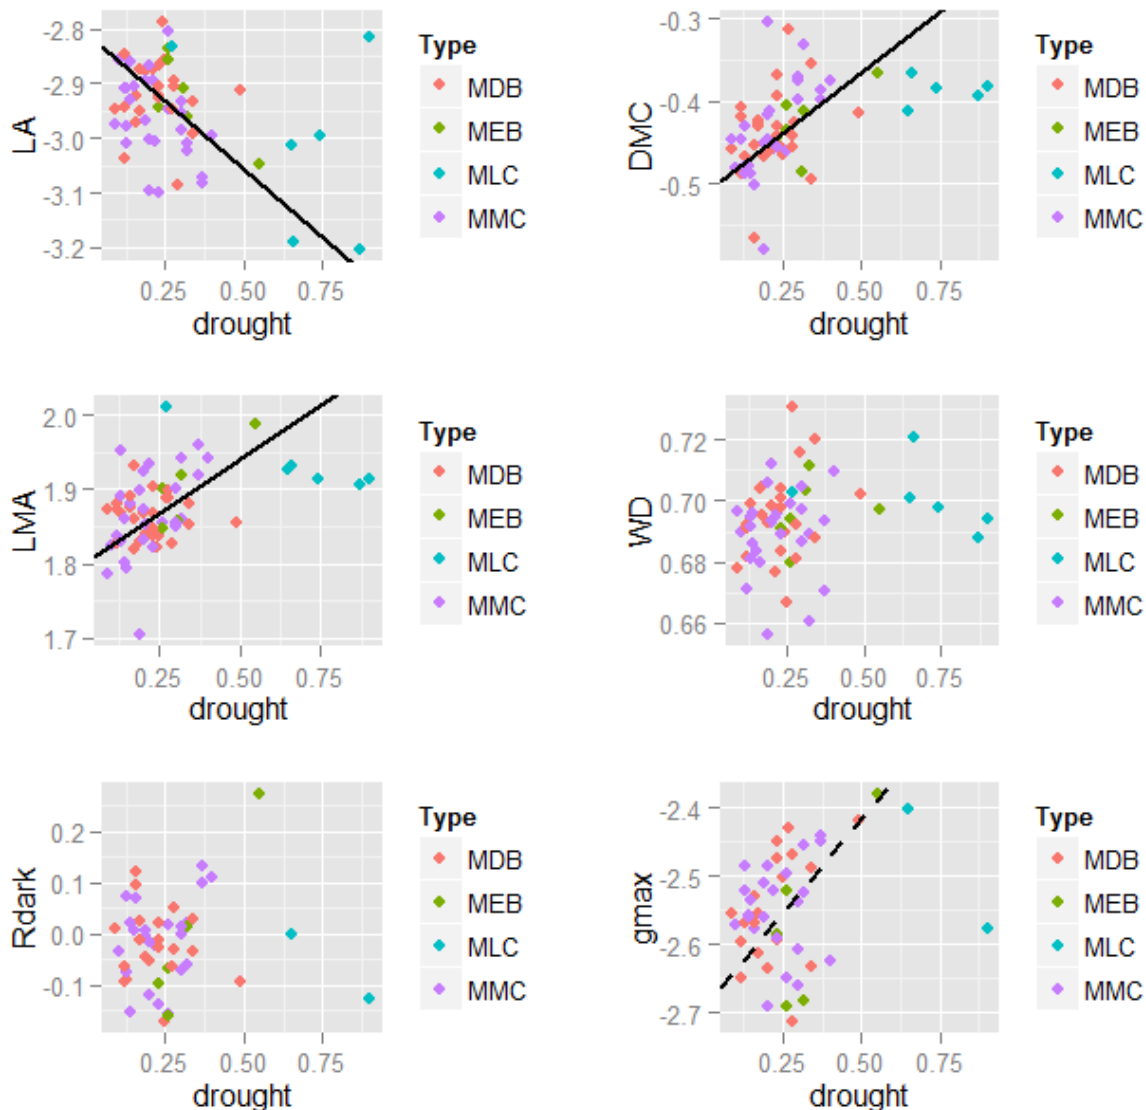 LA
-2.8
-2.9
-3.0
-3.1
-3.2
0.25 0.50 0.75
drought
Type
MDB
MEB
MLC
MMC
DMC
-0.3
-0.4
-0.5
0.25 0.50 0.75
drought
Type
MDB
MEB
MLC
MMC
LMA
2.0
1.9
1.8
1.7
0.25 0.50 0.75
drought
Type
MDB
MEB
MLC
MMC
WD
0.72
0.70
0.68
0.66
0.25 0.50 0.75
drought
Type
MDB
MEB
MLC
MMC
Rdark
0.2
0.1
0.0
-0.1
0.25 0.50 0.75
drought
Type
MDB
MEB
MLC
MMC
gmax
-2.4
-2.5
-2.6
-2.7
0.25 0.50 0.75
drought
Type
MDB
MEB
MLC
MMC